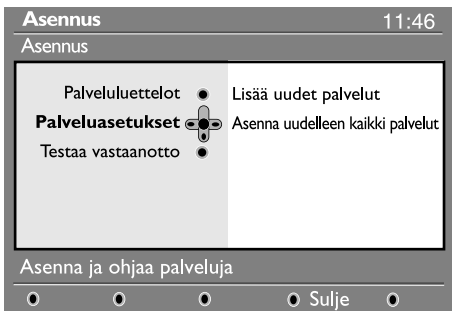 Asennus 11:46
Asennus
Palveluluettelot Lisää uudet palvelut
Palveluasetukset Asenna uudelleen kaikki palvelut
Testaa vastaanotto
Asenna ja ohjaa palveluja
Sulje